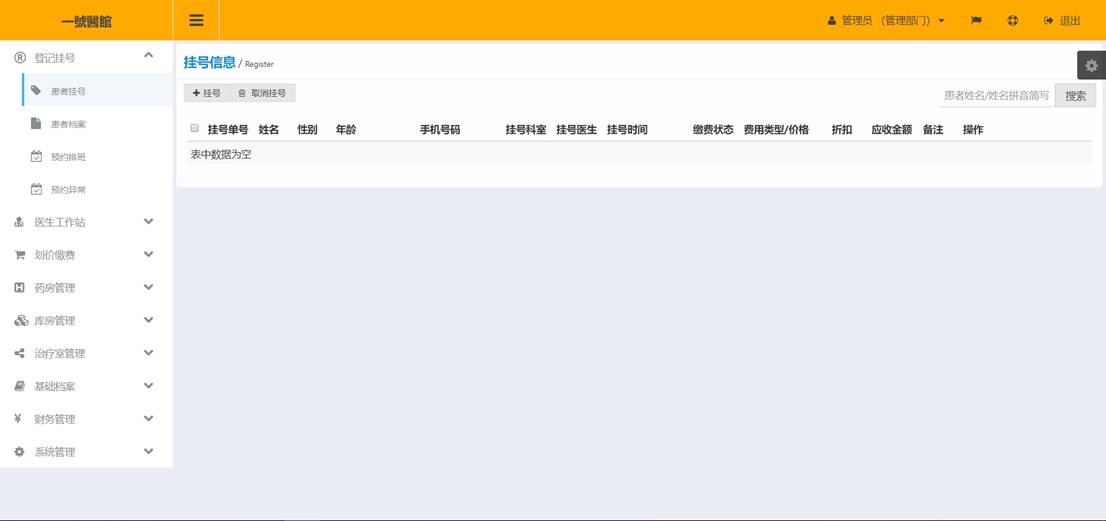 一號醫館
管理员 （管理部门）
退出
登记挂号
患者挂号
患者档案
预约排班
预约异常
医生工作站
划价缴费
药房管理
库房管理
治疗室管理
基础档案
财务管理
系统管理
挂号信息 / Register
挂号 取消挂号
患者姓名/姓名拼音简写 搜索
挂号单号 姓名 性别 年龄 手机号码 挂号科室 挂号医生 挂号时间 缴费状态 费用类型/价格 折扣 应收金额 备注 操作
表中数据为空